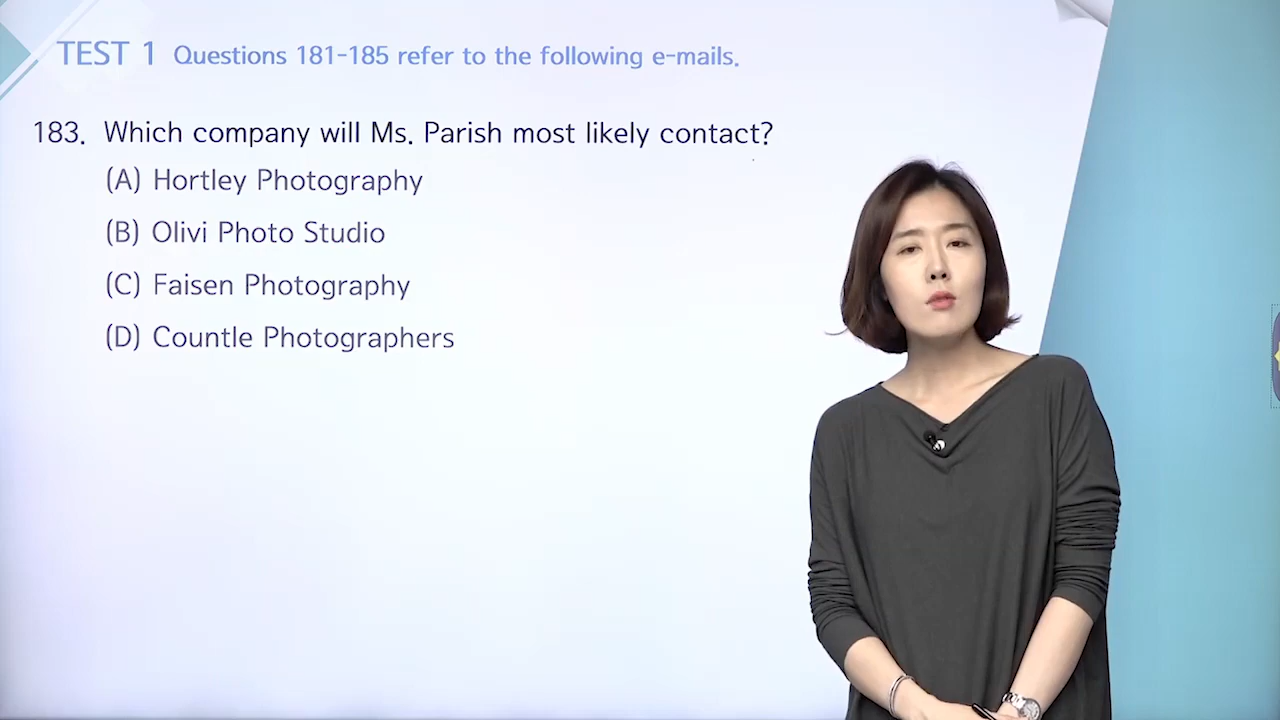 TEST 1 Questions 181-185 refer to the following e-mails.
183. Which company will Ms. Parish most likely contact?
(A) Hortley Photography
(B) Olivi Photo Studio
(C) Faisen Photography
(D) Countle Photographers